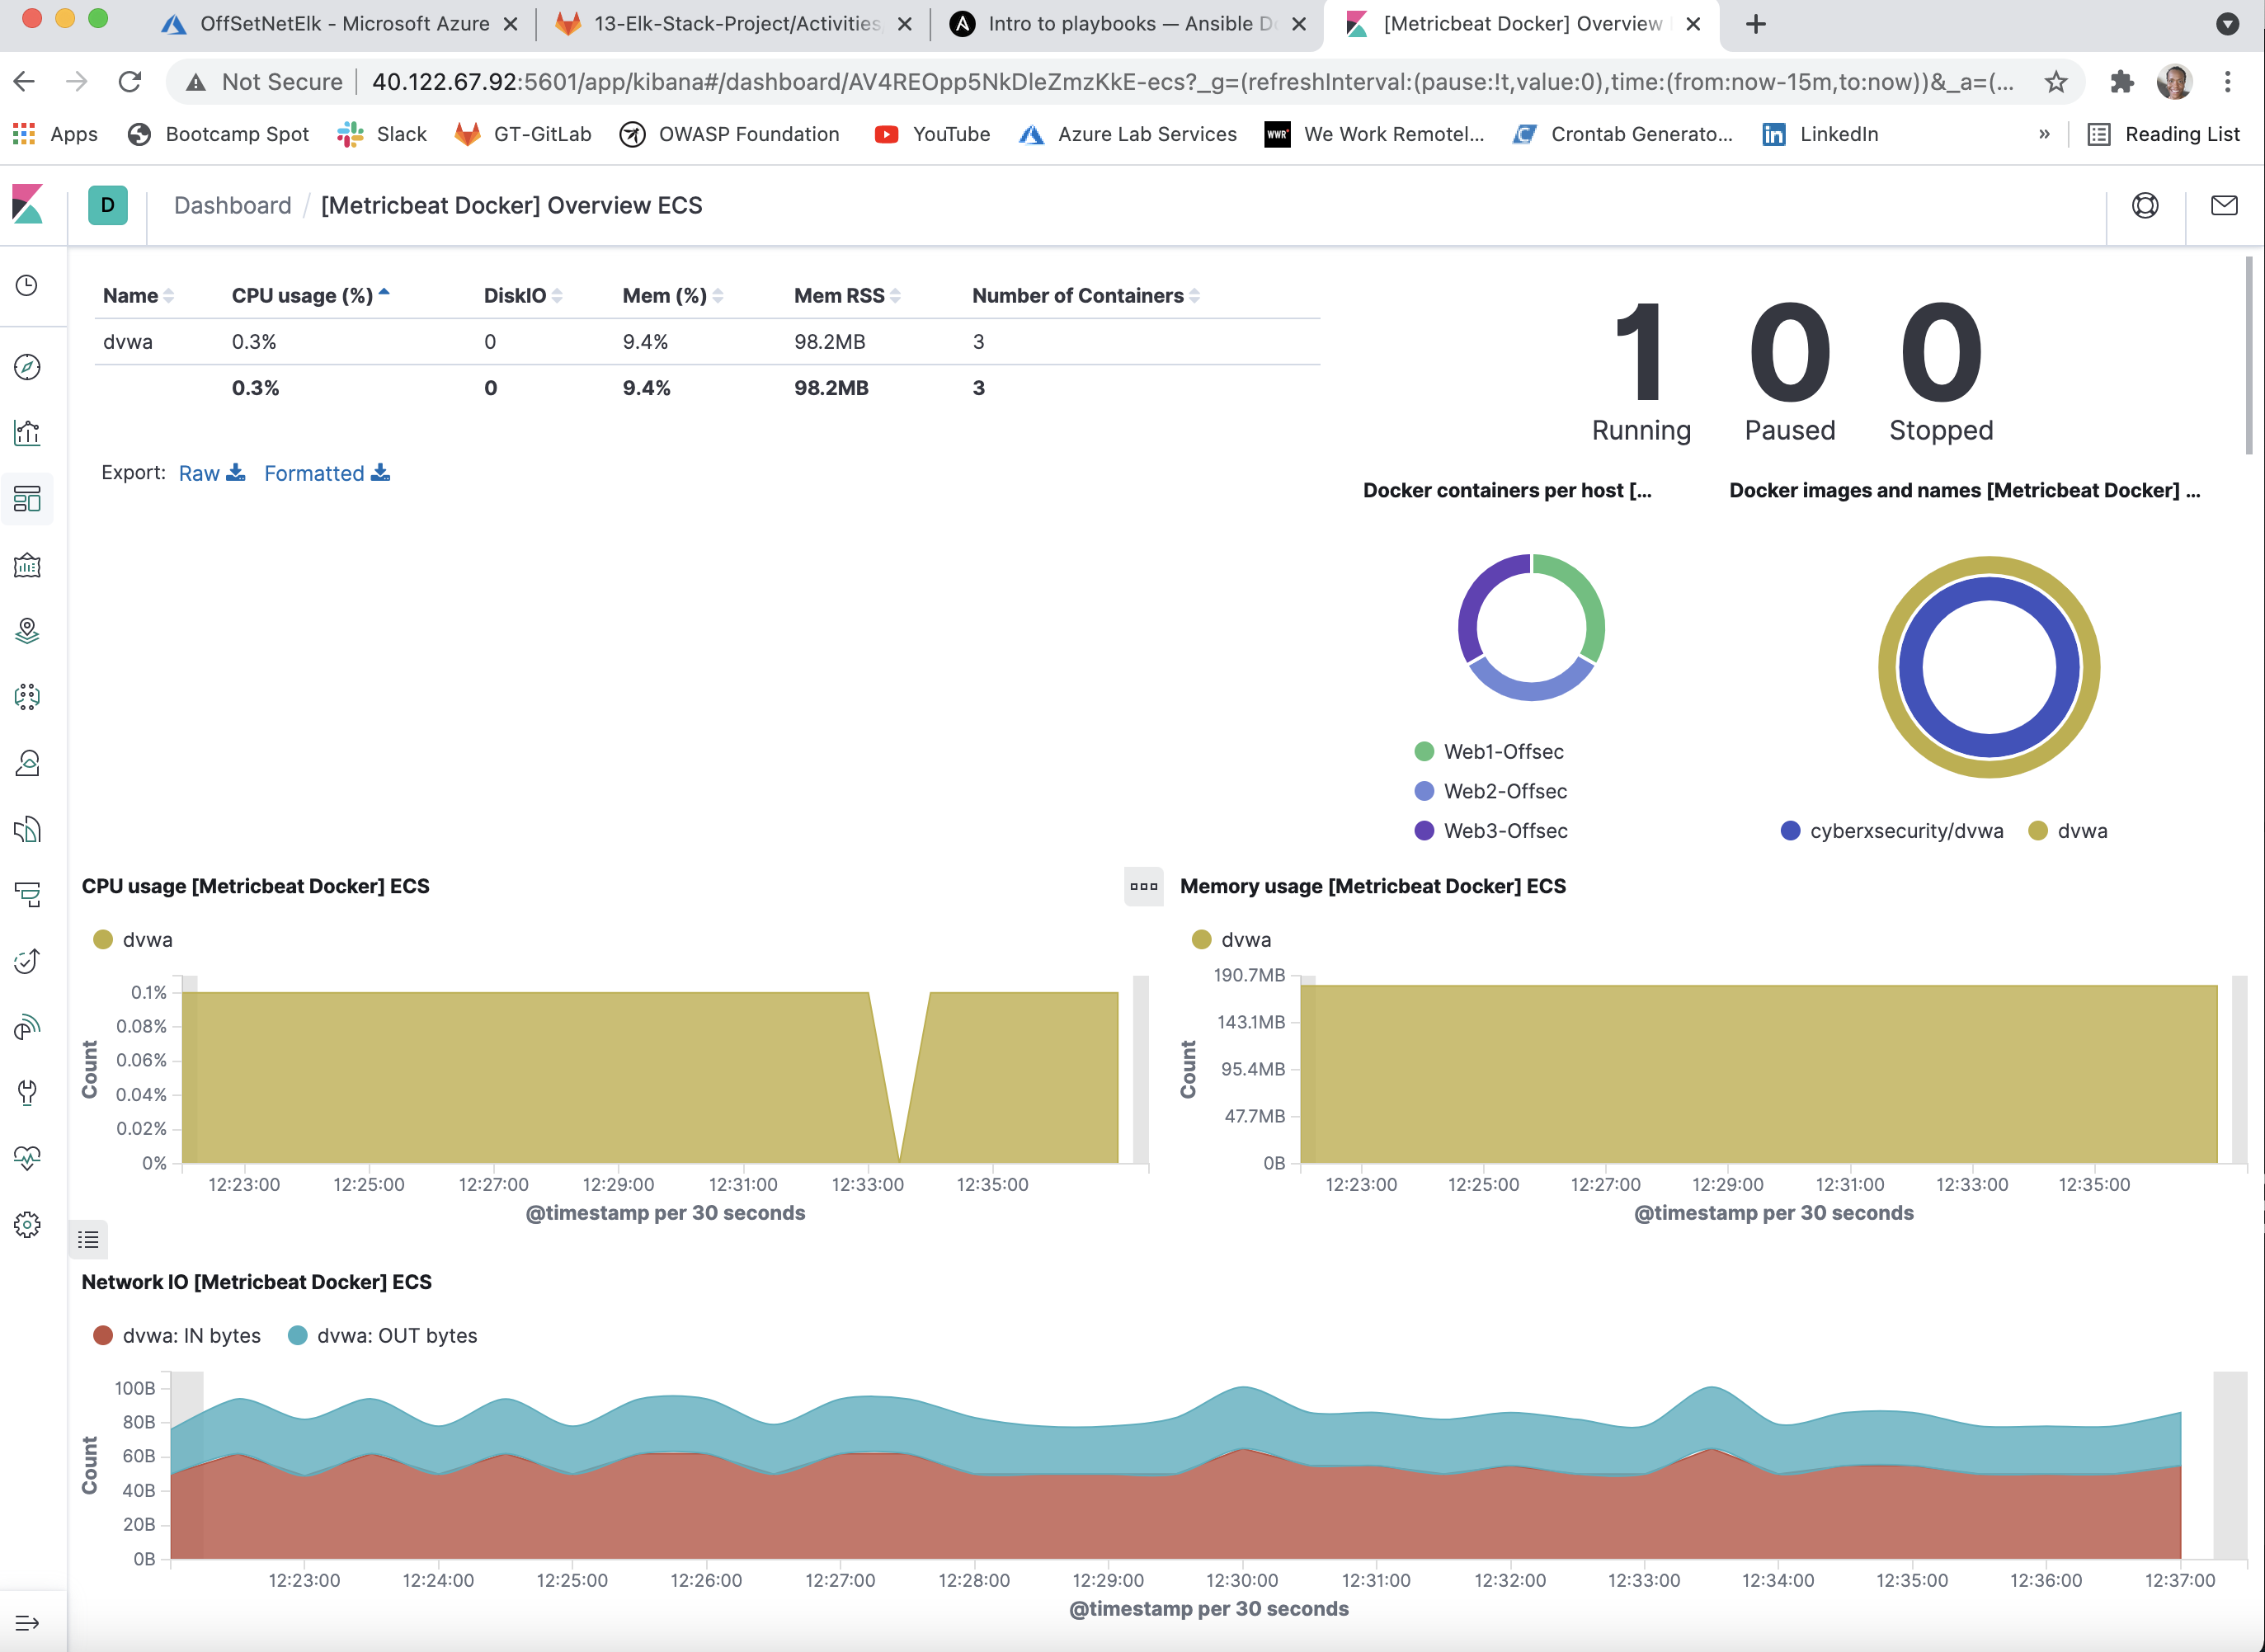 OffSetNetElk - Microsoft Azure
13-Elk-Stack-Project/Activities
Intro to playbooks — Ansible D
[Metricbeat Docker] Overview
Not Secure
40.122.67.92:5601/app/kibana#/dashboard/AV4REOpp5NkDleZmzKkE-ecs?_g=(refreshInterval:(pause:!t,value:0),time:(from:now-15m,to:now))&_a=(...
Apps
Bootcamp Spot
Slack
GT-GitLab
OWASP Foundation
YouTube
Azure Lab Services
WWR
We Work Remotel...
Crontab Generato...
LinkedIn
»
Reading List
D
Dashboard / [Metricbeat Docker] Overview ECS
Name CPU usage (%) DiskIO Mem (%) Mem RSS Number of Containers
dvwa 0.3% 0 9.4% 98.2MB 3
0.3% 0 9.4% 98.2MB 3
Export: Raw Formatted
1 0 0
Running Paused Stopped
Docker containers per host [...
Web1-Offsec
Web2-Offsec
Web3-Offsec
Docker images and names [Metricbeat Docker] ...
cyberxsecurity/dvwa dvwa
CPU usage [Metricbeat Docker] ECS
dvwa
Count
0.1%
0.08%
0.06%
0.04%
0.02%
0%
12:23:00 12:25:00 12:27:00 12:29:00 12:31:00 12:33:00 12:35:00
@timestamp per 30 seconds
Memory usage [Metricbeat Docker] ECS
dvwa
Count
190.7MB
143.1MB
95.4MB
47.7MB
0B
12:23:00 12:25:00 12:27:00 12:29:00 12:31:00 12:33:00 12:35:00
@timestamp per 30 seconds
Network IO [Metricbeat Docker] ECS
dvwa: IN bytes dvwa: OUT bytes
Count
100B
80B
60B
40B
20B
0B
12:23:00 12:24:00 12:25:00 12:26:00 12:27:00 12:28:00 12:29:00 12:30:00 12:31:00 12:32:00 12:33:00 12:34:00 12:35:00 12:36:00 12:37:00
@timestamp per 30 seconds